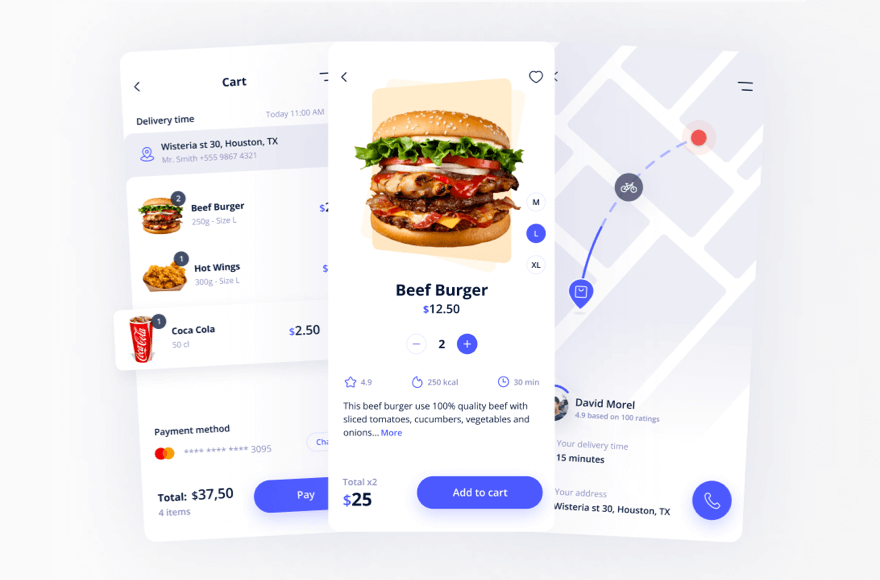 Cart
Delivery time
Today 11:00 AM
Wisteria st 30, Houston, TX
Mr. Smith +555 9867 4321
2
Beef Burger
250g - Size L
1
Hot Wings
300g - Size L
1
Coca Cola
50 cl
$2.50
Coca-Cola
Payment method
**** **** **** 3095
Total: $37,50
4 items
Pay
M
L
XL
Beef Burger
$12.50
2
4.9
250 kcal
30 min
This beef burger use 100% quality beef with
sliced tomatoes, cucumbers, vegetables and
onions... More
Total x2
$25
Add to cart
David Morel
4.9 based on 100 ratings
Your delivery time
15 minutes
Your address
Wisteria st 30, Houston, TX